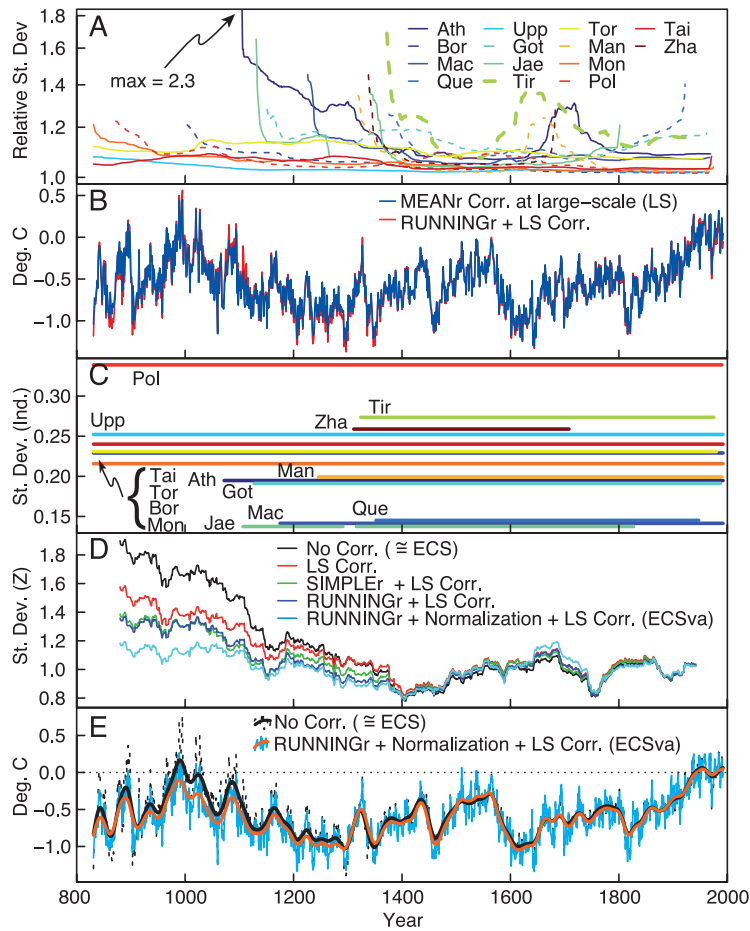 A
Relative St. Dev
1.8
1.6
1.4
1.2
1.0
max = 2.3
Ath
Bor
Mac
Que
Upp
Got
Jae
Tir
Tor
Man
Mon
Pol
Tai
Zha
B
Deg. C
0.5
0.0
−0.5
−1.0
MEANr Corr. at large−scale (LS)
RUNNINGr + LS Corr.
C
St. Dev. (Ind.)
0.30
0.25
0.20
0.15
Pol
Tir
Zha
Upp
Tai
Tor
Bor
Mon
Ath
Got
Man
Mac
Jae
Que
D
St. Dev. (Z)
1.8
1.6
1.4
1.2
1.0
0.8
No Corr. (≅ ECS)
LS Corr.
SIMPLEr + LS Corr.
RUNNINGr + LS Corr.
RUNNINGr + Normalization + LS Corr. (ECSva)
E
Deg. C
0.5
0.0
−0.5
−1.0
No Corr. (≅ ECS)
RUNNINGr + Normalization + LS Corr. (ECSva)
800 1000 1200 1400 1600 1800 2000
Year